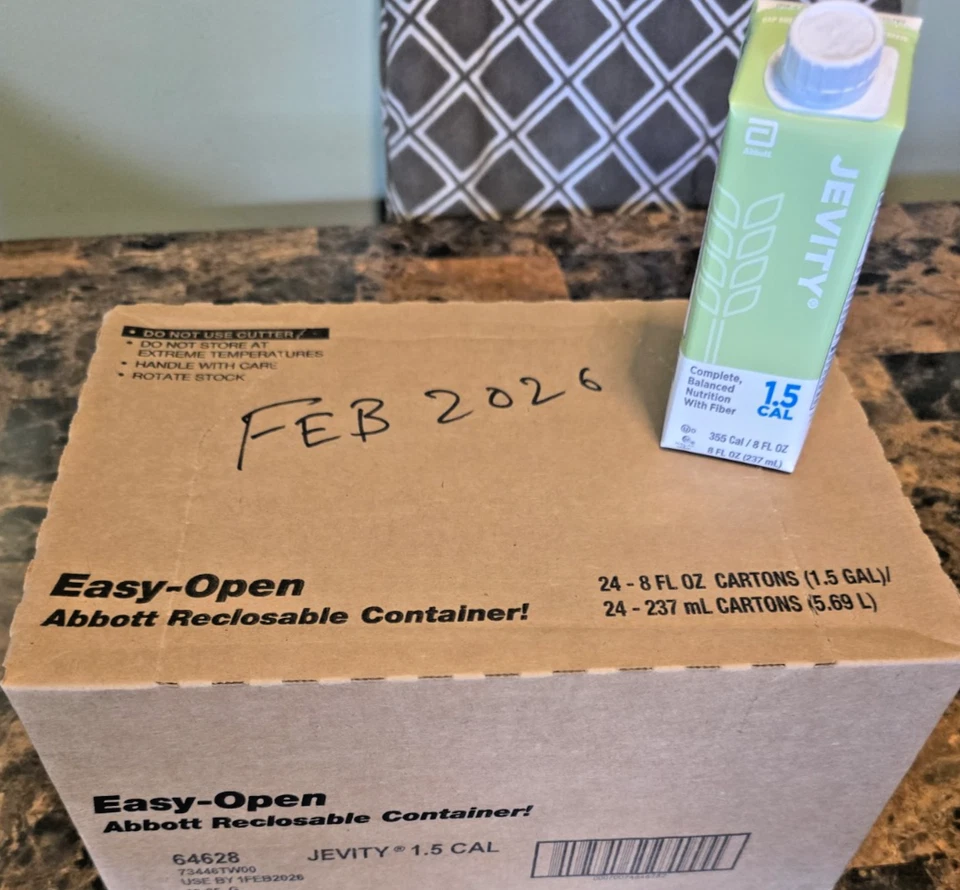 • DO NOT USE CUTTER
• DO NOT STORE AT
EXTREME TEMPERATURES
• HANDLE WITH CARE
• ROTATE STOCK
FEB 2026
Easy-Open
Abbott Reclosable Container!
24 - 8 FL OZ CARTONS (1.5 GAL)/
24 - 237 mL CARTONS (5.69 L)
Easy-Open
Abbott Reclosable Container!
64628
73446TW00
USE BY 1FEB2026
JEVITY® 1.5 CAL
Abbott
JEVITY®
Complete,
Balanced
Nutrition
With Fiber
1.5
CAL
355 Cal / 8 FL OZ
8 FL OZ (237 mL)